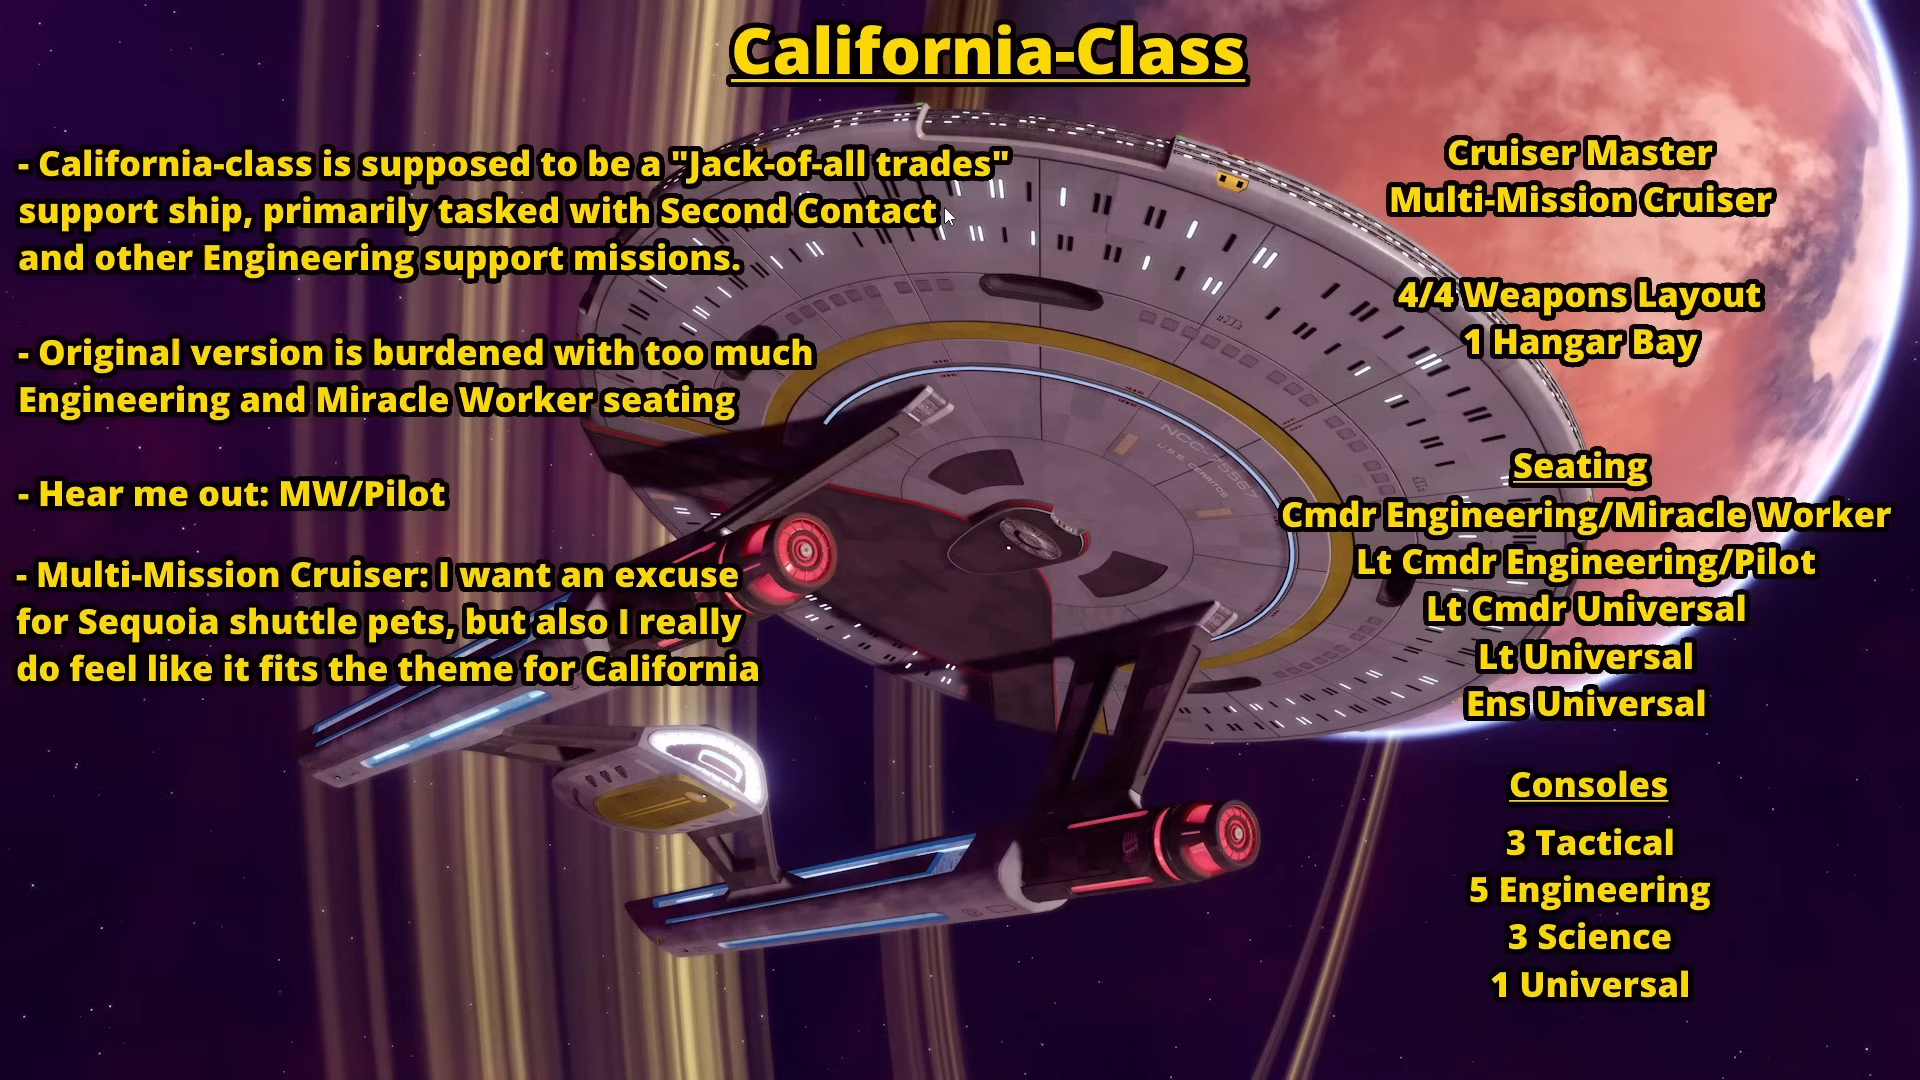 California-Class
- California-class is supposed to be a "Jack-of-all trades"
support ship, primarily tasked with Second Contact
and other Engineering support missions.
- Original version is burdened with too much
Engineering and Miracle Worker seating
- Hear me out: MW/Pilot
- Multi-Mission Cruiser: I want an excuse
for Sequoia shuttle pets, but also I really
do feel like it fits the theme for California
Cruiser Master
Multi-Mission Cruiser
4/4 Weapons Layout
1 Hangar Bay
Seating
Cmdr Engineering/Miracle Worker
Lt Cmdr Engineering/Pilot
Lt Cmdr Universal
Lt Universal
Ens Universal
Consoles
3 Tactical
5 Engineering
3 Science
1 Universal
NCC-75567
U.S.S. CERRITOS